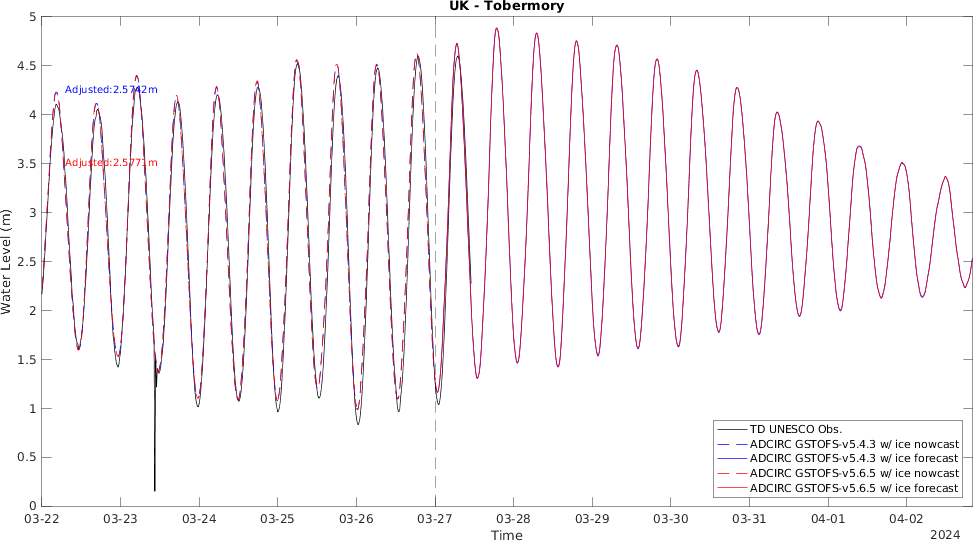 UK - Tobermory
5
4.5
4
3.5
3
2.5
2
1.5
1
0.5
0
Water Level (m)
Adjusted:2.5742m
Adjusted:2.5771m
TD UNESCO Obs.
ADCIRC GSTOFS-v5.4.3 w/ ice nowcast
ADCIRC GSTOFS-v5.4.3 w/ ice forecast
ADCIRC GSTOFS-v5.6.5 w/ ice nowcast
ADCIRC GSTOFS-v5.6.5 w/ ice forecast
03-22 03-23 03-24 03-25 03-26 03-27 03-28 03-29 03-30 03-31 04-01 04-02
Time
2024